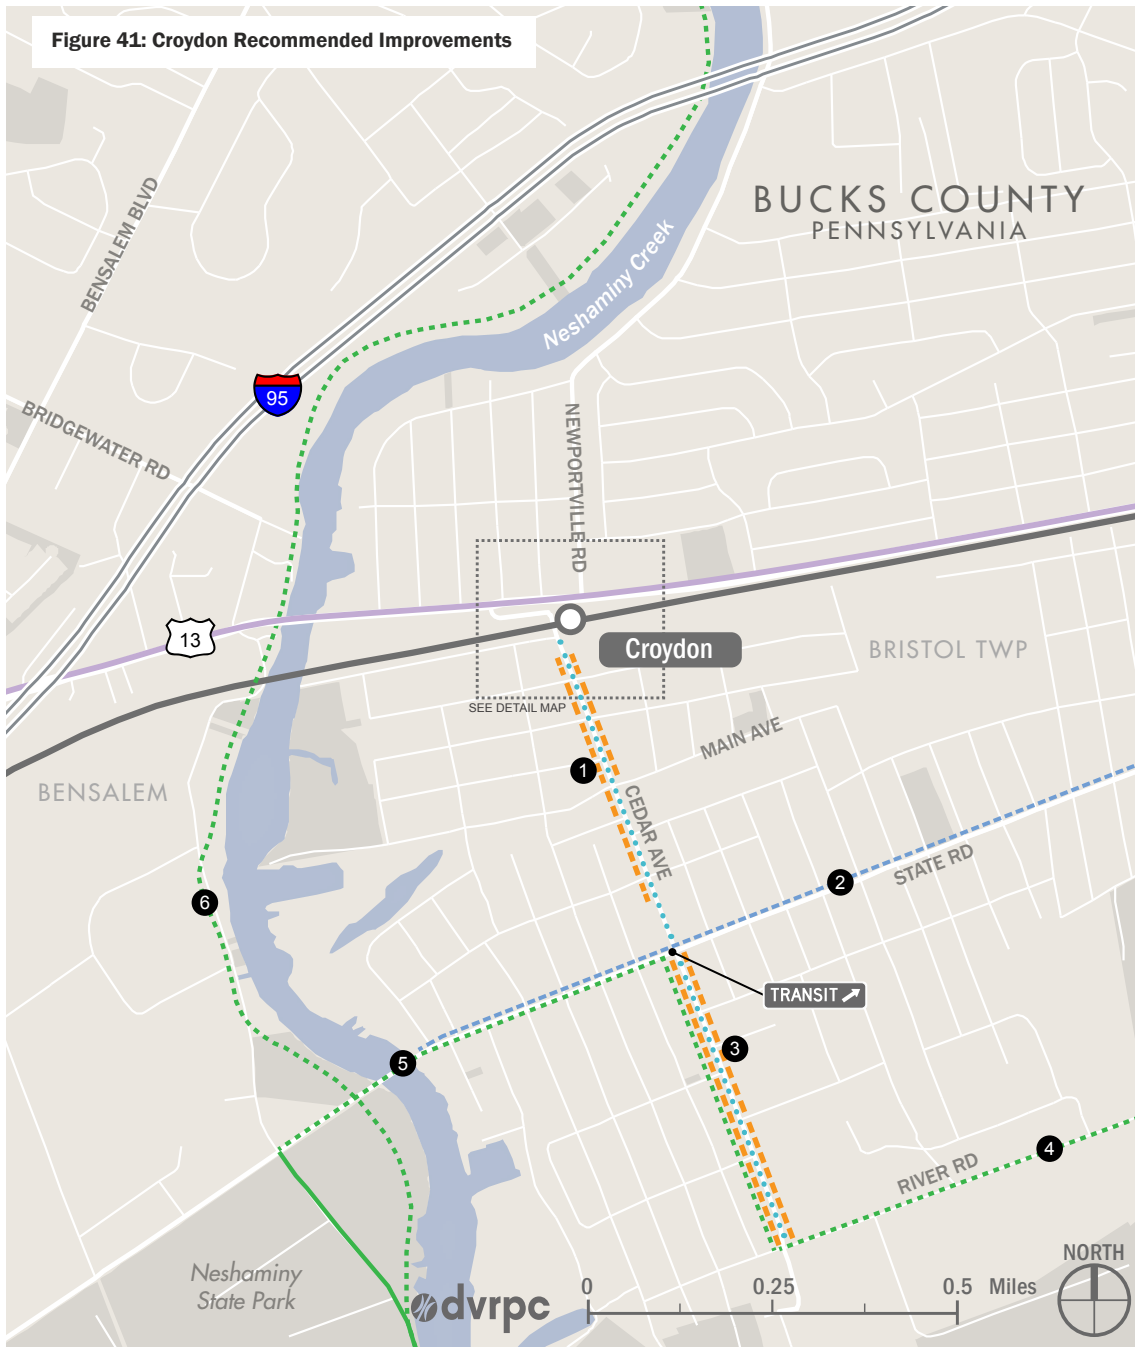 Figure 41: Croydon Recommended Improvements
BUCKS COUNTY
PENNSYLVANIA
BENSALEM BLVD
Neshaminy Creek
95
BRIDGEWATER RD
NEWPORTVILLE RD
13
Croydon
BRISTOL TWP
SEE DETAIL MAP
MAIN AVE
1
BENSALEM
CEDAR AVE
STATE RD
2
6
TRANSIT
3
5
4
RIVER RD
NORTH
Neshaminy
State Park
dvrpc
0 0.25 0.5 Miles